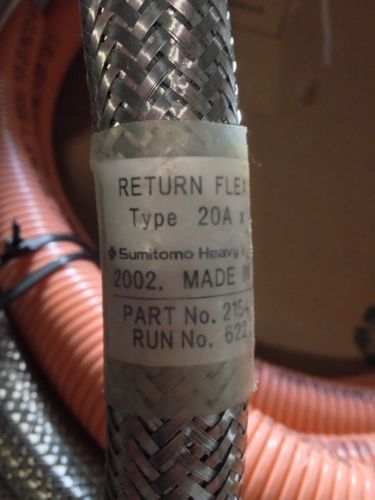 RETURN FLEX
Type 20A x
Sumitomo Heavy
2002, MADE IN
PART No. 215
RUN No. 622